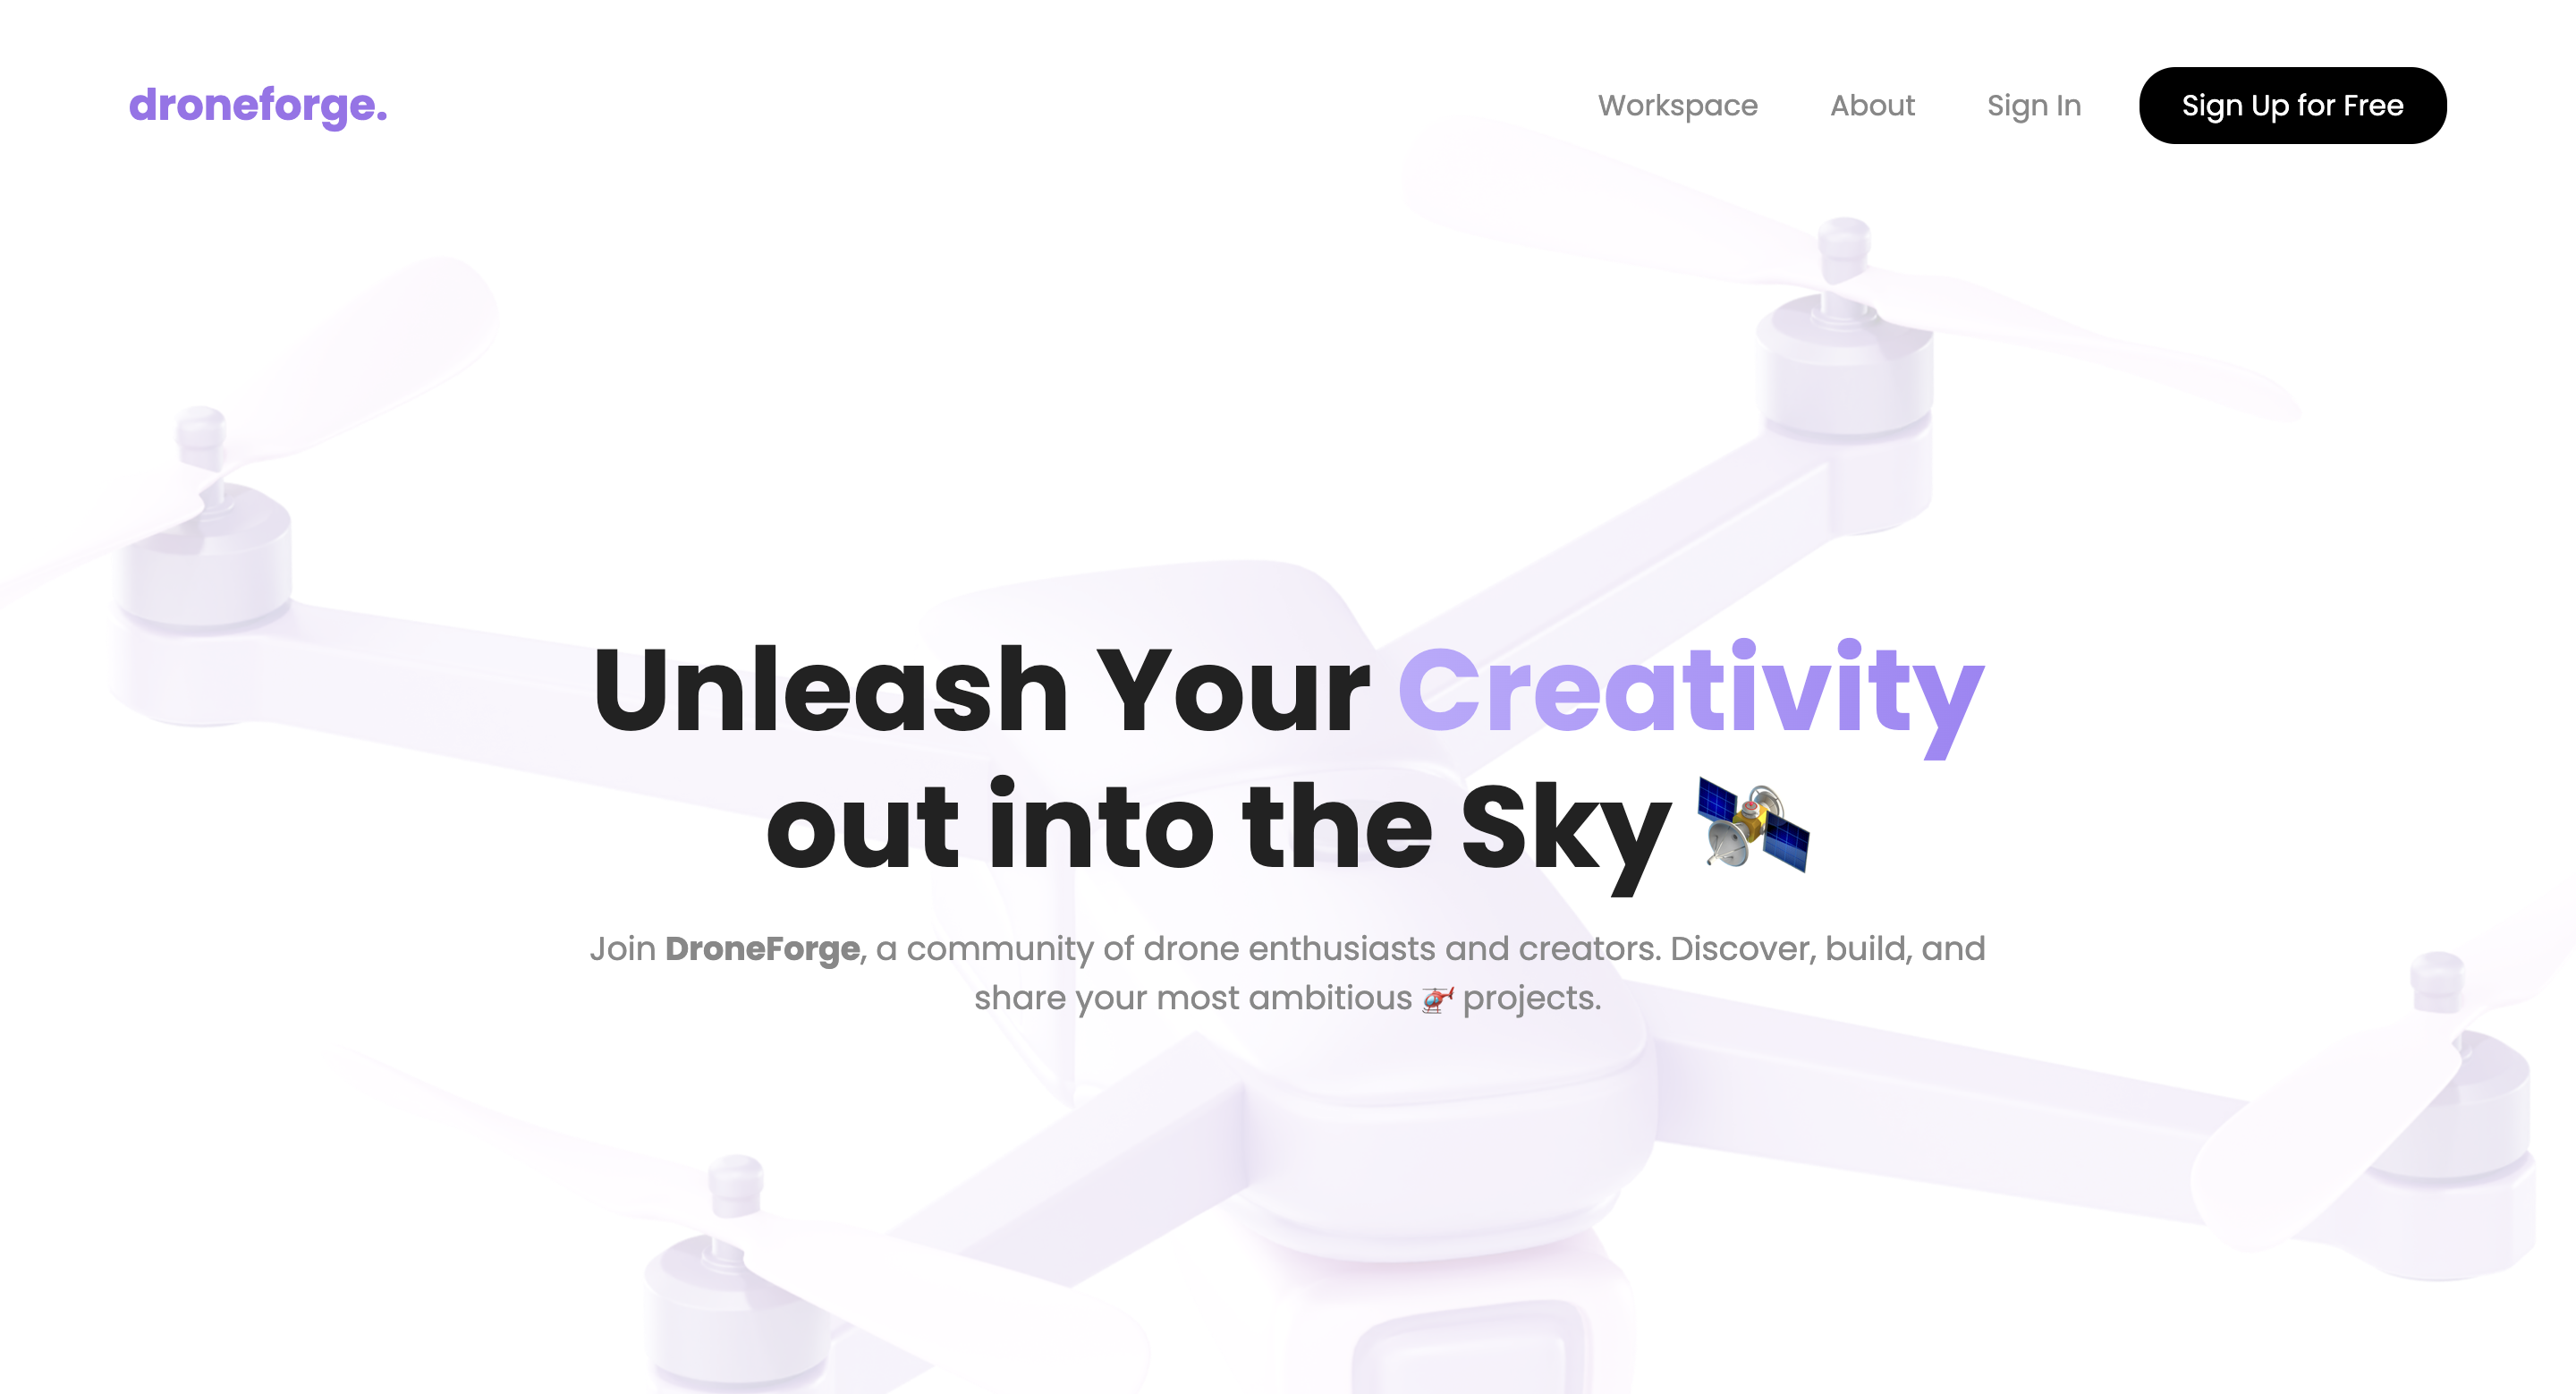 droneforge.
Workspace About Sign In Sign Up for Free
Unleash Your Creativity
out into the Sky 🛰️
Join DroneForge, a community of drone enthusiasts and creators. Discover, build, and
share your most ambitious 🚁 projects.